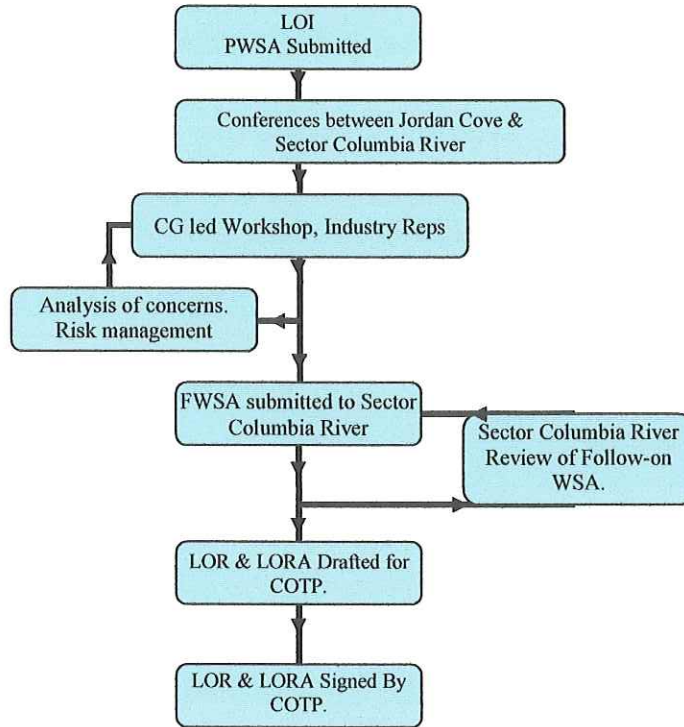 LOI
PWSA Submitted
Conferences between Jordan Cove &
Sector Columbia River
CG led Workshop, Industry Reps
Analysis of concerns.
Risk management
FWSA submitted to Sector
Columbia River
Sector Columbia River
Review of Follow-on
WSA.
LOR & LORA Drafted for
COTP.
LOR & LORA Signed By
COTP.